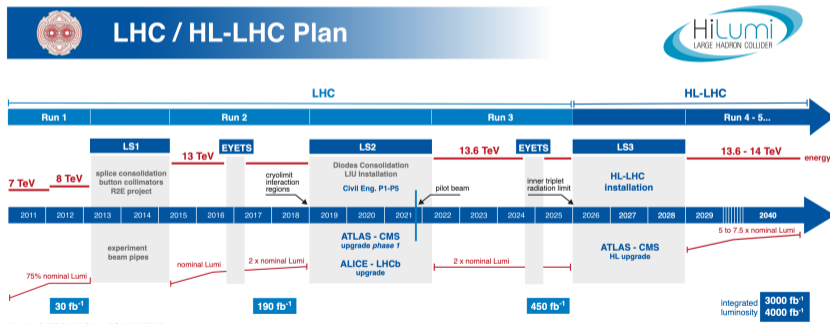 LHC / HL-LHC Plan
HiLumi
LARGE HADRON COLLIDER
LHC
HL-LHC
Run 1
Run 2
Run 3
Run 4 - 5...
LS1
EYETS
LS2
EYETS
LS3
7 TeV
8 TeV
13 TeV
13.6 TeV
13.6 - 14 TeV
energy
splice consolidation
button collimators
R2E project
cryolimit
interaction
regions
Diodes Consolidation
LIU Installation
Civil Eng. P1-P5
pilot beam
inner triplet
radiation limit
HL-LHC
installation
2011 2012 2013 2014 2015 2016 2017 2018 2019 2020 2021 2022 2023 2024 2025 2026 2027 2028 2029 2040
experiment
beam pipes
ATLAS - CMS
upgrade phase 1
ALICE - LHCb
upgrade
ATLAS - CMS
HL upgrade
75% nominal Lumi
nominal Lumi
2 x nominal Lumi
2 x nominal Lumi
5 to 7.5 x nominal Lumi
30 fb⁻¹
190 fb⁻¹
450 fb⁻¹
integrated
luminosity
3000 fb⁻¹
4000 fb⁻¹